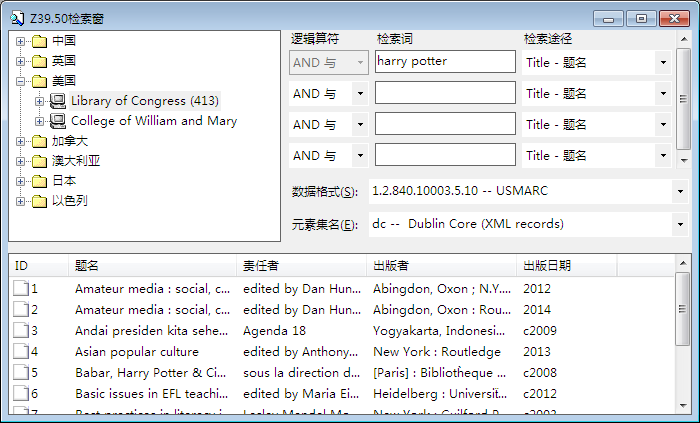 Z39.50检索窗
中国
英国
美国
Library of Congress (413)
College of William and Mary
加拿大
澳大利亚
日本
以色列
逻辑算符 检索词 检索途径
AND 与 harry potter Title - 题名
AND 与 Title - 题名
AND 与 Title - 题名
AND 与 Title - 题名
数据格式(S): 1.2.840.10003.5.10 -- USMARC
元素集名(E): dc -- Dublin Core (XML records)
ID 题名 责任者 出版者 出版日期
1 Amateur media : social, c... edited by Dan Hun... Abingdon, Oxon ; N.Y.... 2012
2 Amateur media : social, c... edited by Dan Hun... Abingdon, Oxon : Rou... 2014
3 Andai presiden kita sehe... Agenda 18 Yogyakarta, Indonesi... c2009
4 Asian popular culture edited by Anthony... New York : Routledge 2013
5 Babar, Harry Potter & Ci... sous la direction d... [Paris] : Bibliotheque ... c2008
6 Basic issues in EFL teachi... edited by Maria Ei... Heidelberg : Universit... c2012